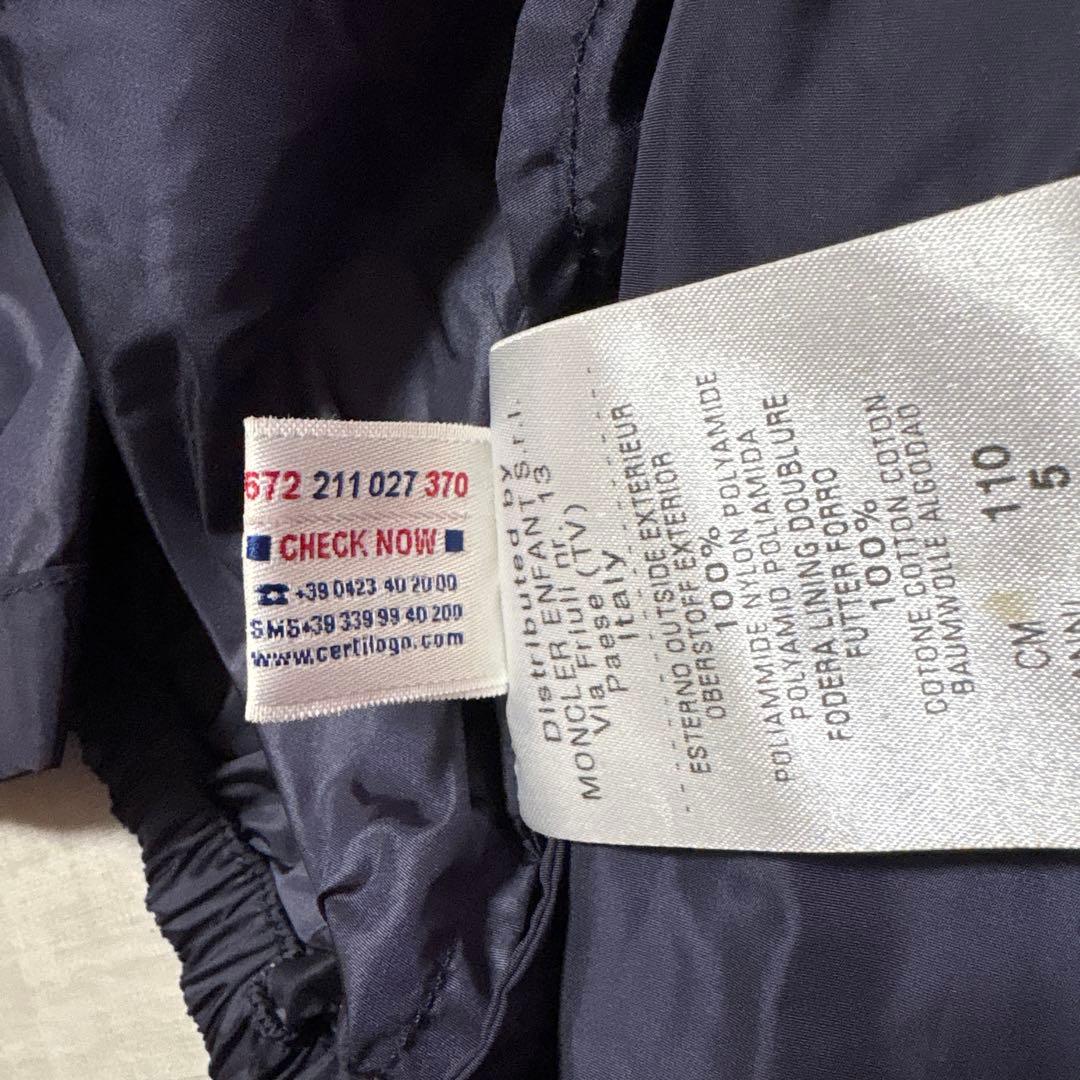 672 211 027 370
CHECK NOW
+39 0423 40 20 00
SMS+39 339 99 40 200
www.certilogo.com
Distributed by
MONCLER ENFANT S.r.l.
Via Friuli nr. 13
Paese (TV)
Italy
ESTERNO OUTSIDE EXTERIEUR
OBERSTOFF EXTERIOR
100%
POLIAMMIDE NYLON POLYAMIDE
POLYAMID POLIAMIDA
FODERA LINING DOUBLURE
FUTTER FORRO
100%
COTONE COTTON COTON
BAUMWOLLE ALGODAO
CM 110
5